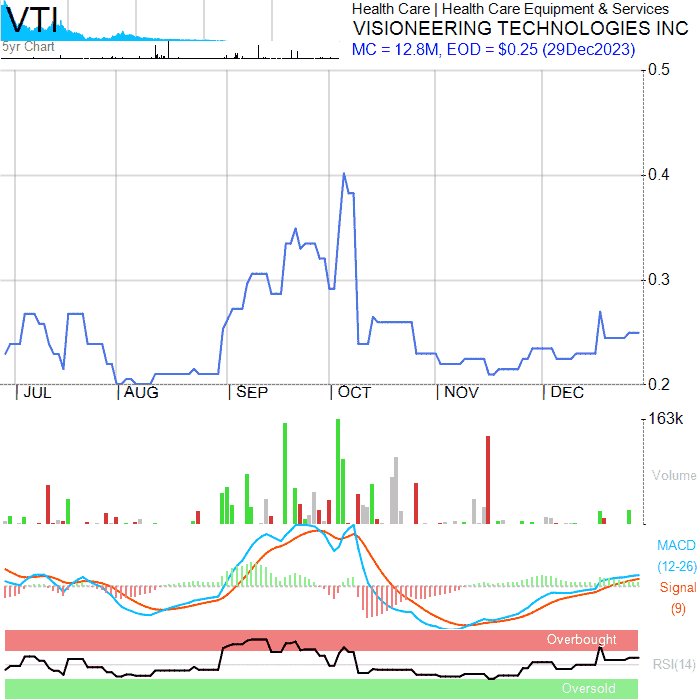 VTI
5yr Chart
Health Care | Health Care Equipment & Services
VISIONEERING TECHNOLOGIES INC
MC = 12.8M, EOD = $0.25 (29Dec2023)
0.5
0.4
0.3
0.2
JUL AUG SEP OCT NOV DEC
163k
Volume
MACD
(12-26)
Signal
(9)
Overbought
RSI(14)
Oversold